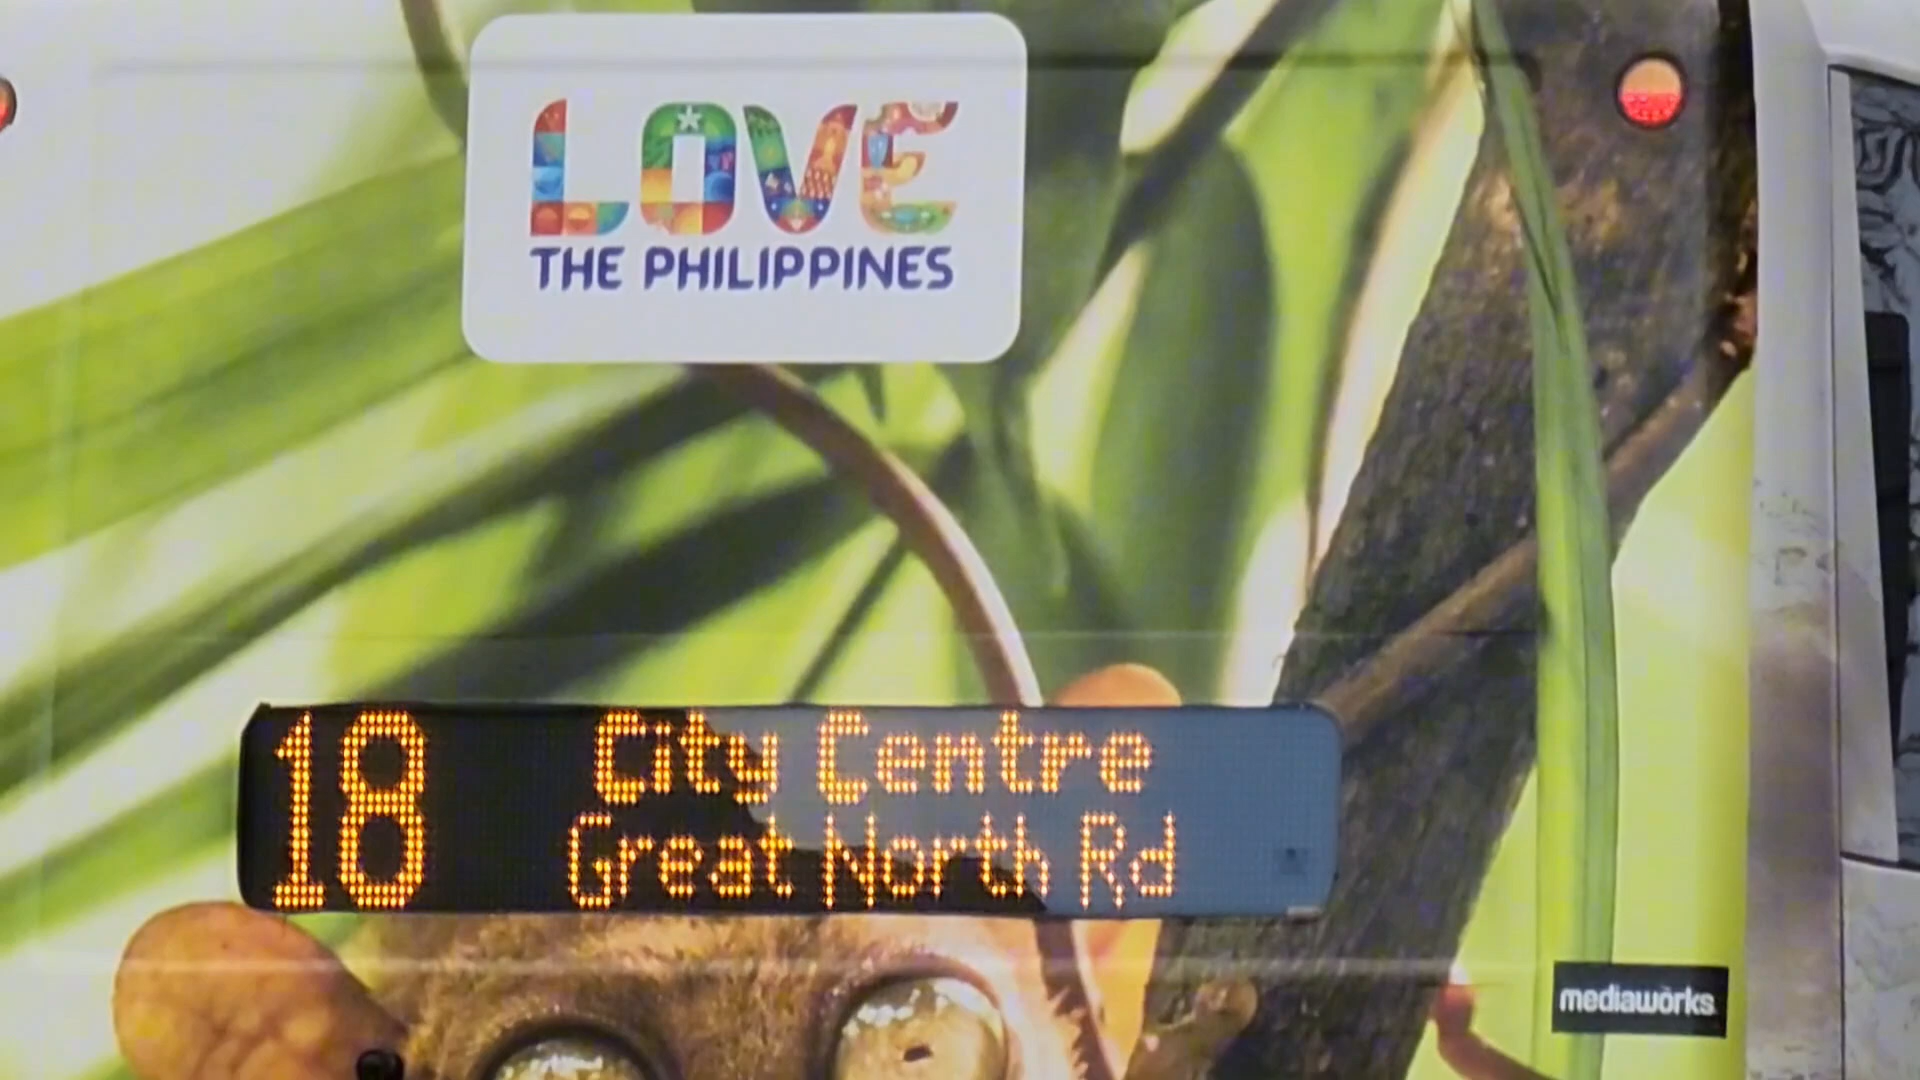 LOVE
THE PHILIPPINES
18 City Centre
Great North Rd
mediaworks